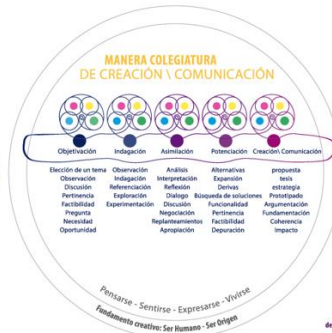 MANERA COLEGIATURA
DE CREACIÓN \ COMUNICACIÓN
Objetivación
Elección de un tema
Observación
Discusión
Pertinencia
Factibilidad
Pregunta
Necesidad
Oportunidad
Indagación
Observación
Indagación
Referenciación
Exploración
Experimentación
Asimilación
Análisis
Interpretación
Reflexión
Dialogo
Discusión
Negociación
Replanteamientos
Apropiación
Potenciación
Alternativas
Expansión
Derivas
Búsqueda de soluciones
Funcionalidad
Pertinencia
Factibilidad
Depuración
Creación\ Comunicación
propuesta
tesis
estrategia
Prototipado
Argumentación
Fundamentación
Coherencia
Impacto
Pensarse - Sentirse - Expresarse - Vivirse
Fundamento creativo: Ser Humano - Ser Origen
de